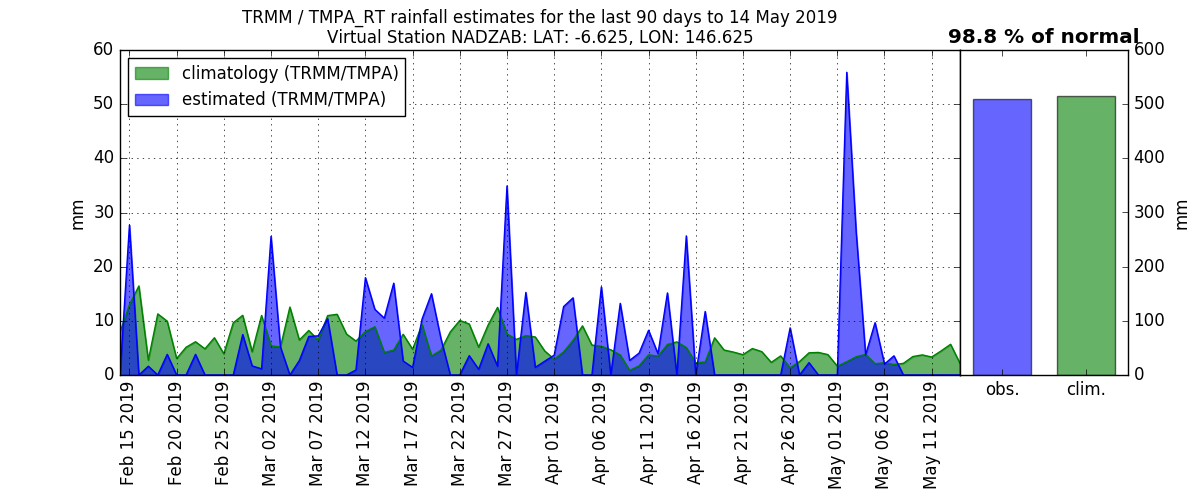 TRMM / TMPA_RT rainfall estimates for the last 90 days to 14 May 2019
Virtual Station NADZAB: LAT: -6.625, LON: 146.625
98.8 % of normal
climatology (TRMM/TMPA)
estimated (TRMM/TMPA)
60
50
40
30
20
10
0
mm
600
500
400
300
200
100
0
mm
Feb 15 2019
Feb 20 2019
Feb 25 2019
Mar 02 2019
Mar 07 2019
Mar 12 2019
Mar 17 2019
Mar 22 2019
Mar 27 2019
Apr 01 2019
Apr 06 2019
Apr 11 2019
Apr 16 2019
Apr 21 2019
Apr 26 2019
May 01 2019
May 06 2019
May 11 2019
obs.
clim.